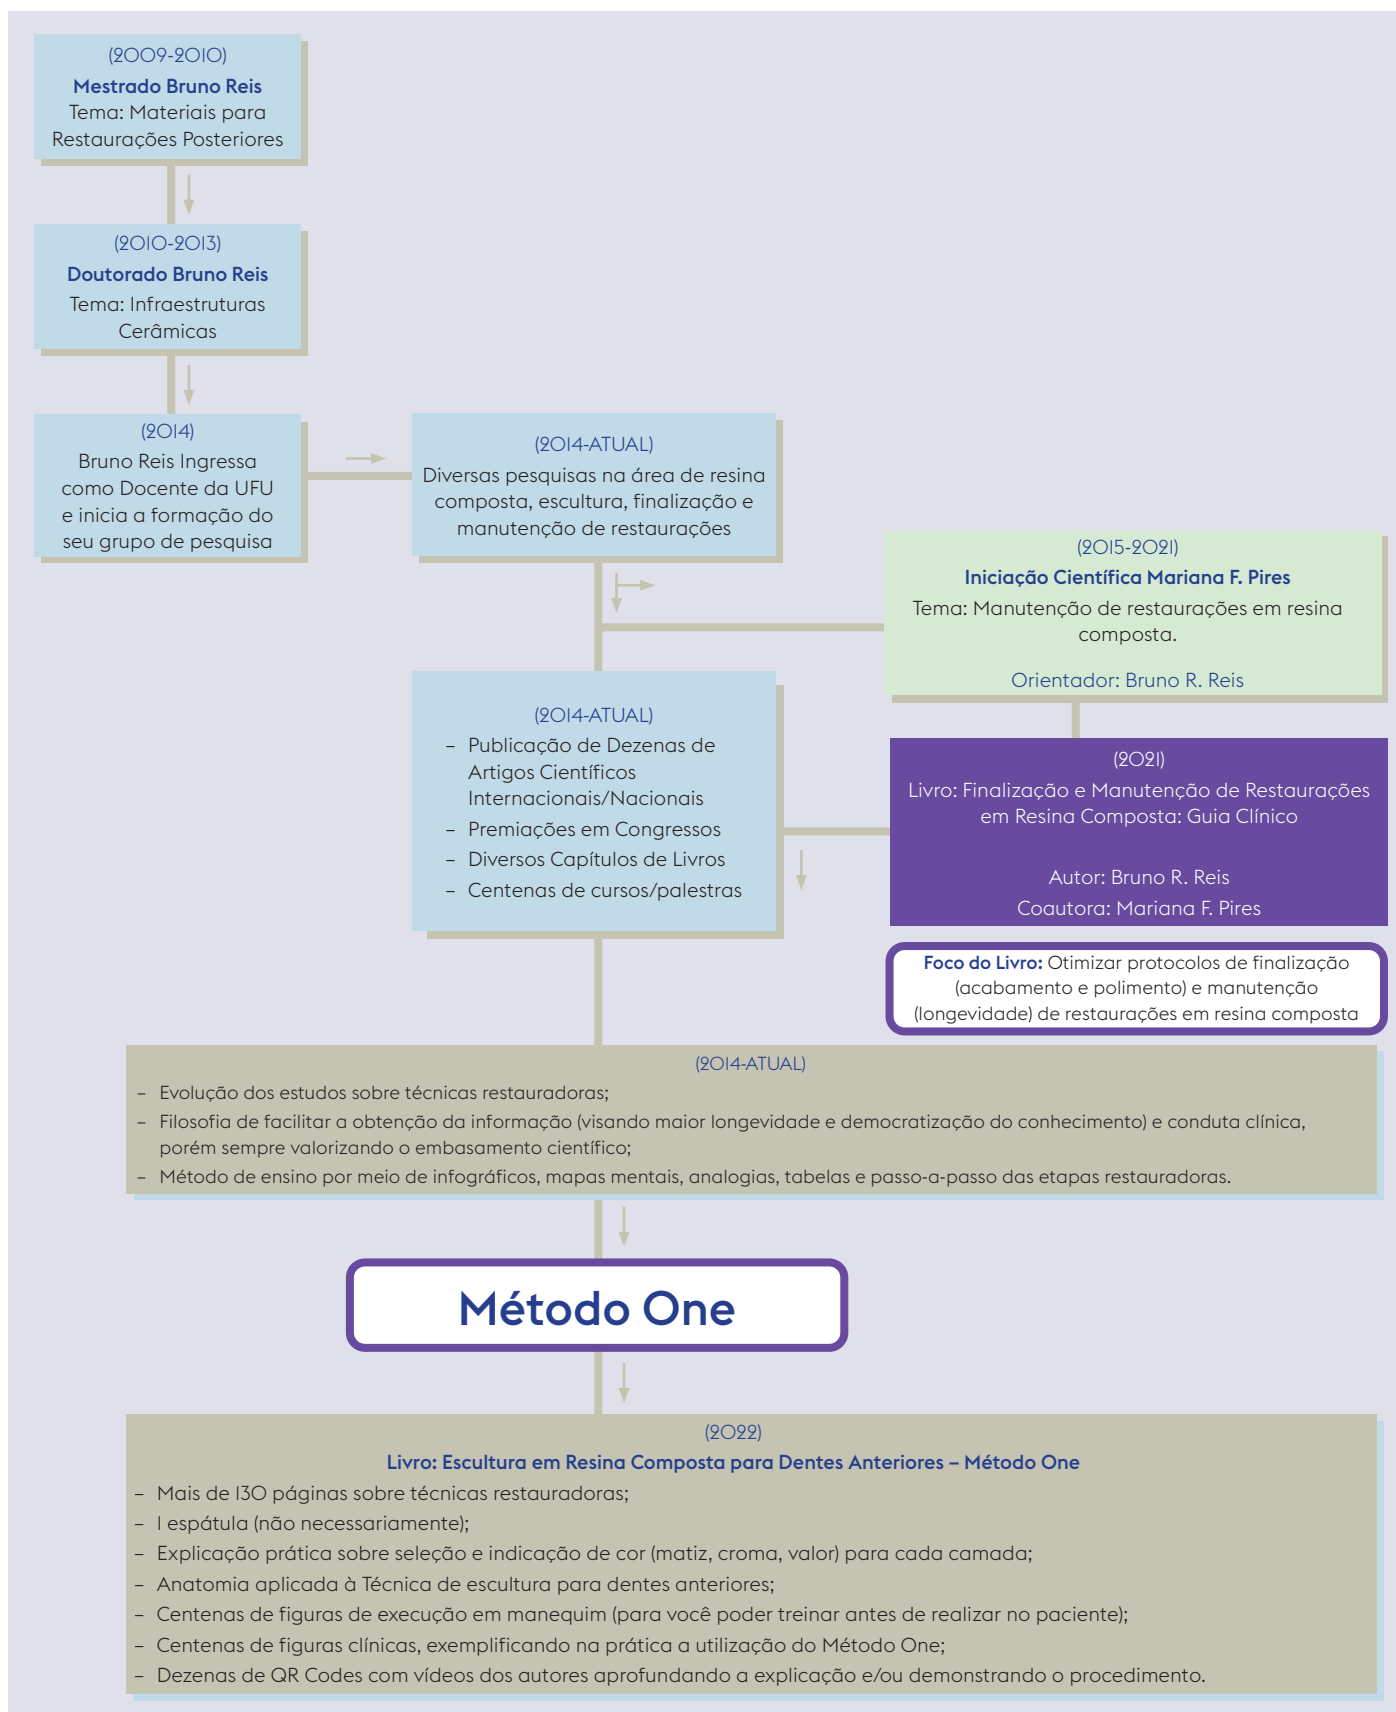 (2009-2010)
Mestrado Bruno Reis
Tema: Materiais para
Restaurações Posteriores
(2010-2013)
Doutorado Bruno Reis
Tema: Infraestruturas
Cerâmicas
(2014)
Bruno Reis Ingressa
como Docente da UFU
e inicia a formação do
seu grupo de pesquisa
(2014-ATUAL)
Diversas pesquisas na área de resina
composta, escultura, finalização e
manutenção de restaurações
(2015-2021)
Iniciação Científica Mariana F. Pires
Tema: Manutenção de restaurações em resina
composta.
Orientador: Bruno R. Reis
(2014-ATUAL)
– Publicação de Dezenas de
Artigos Científicos
Internacionais/Nacionais
– Premiações em Congressos
– Diversos Capítulos de Livros
– Centenas de cursos/palestras
(2021)
Livro: Finalização e Manutenção de Restaurações
em Resina Composta: Guia Clínico
Autor: Bruno R. Reis
Coautora: Mariana F. Pires
Foco do Livro: Otimizar protocolos de finalização
(acabamento e polimento) e manutenção
(longevidade) de restaurações em resina composta
(2014-ATUAL)
– Evolução dos estudos sobre técnicas restauradoras;
– Filosofia de facilitar a obtenção da informação (visando maior longevidade e democratização do conhecimento) e conduta clínica,
porém sempre valorizando o embasamento científico;
– Método de ensino por meio de infográficos, mapas mentais, analogias, tabelas e passo-a-passo das etapas restauradoras.
Método One
(2022)
Livro: Escultura em Resina Composta para Dentes Anteriores – Método One
– Mais de 130 páginas sobre técnicas restauradoras;
– 1 espátula (não necessariamente);
– Explicação prática sobre seleção e indicação de cor (matiz, croma, valor) para cada camada;
– Anatomia aplicada à Técnica de escultura para dentes anteriores;
– Centenas de figuras de execução em manequim (para você poder treinar antes de realizar no paciente);
– Centenas de figuras clínicas, exemplificando na prática a utilização do Método One;
– Dezenas de QR Codes com vídeos dos autores aprofundando a explicação e/ou demonstrando o procedimento.